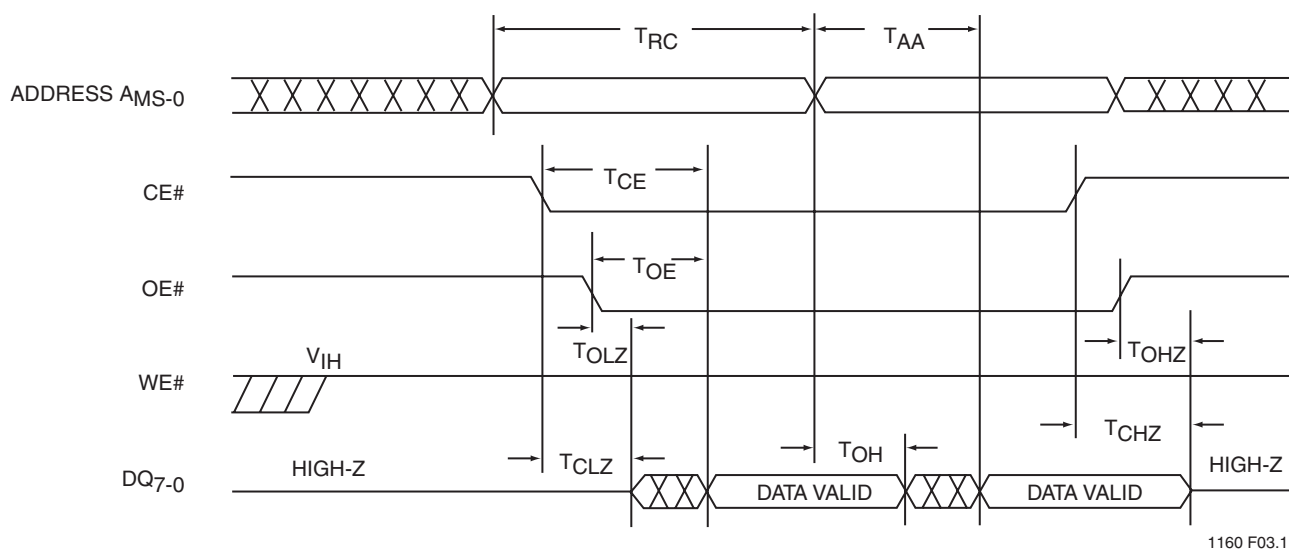 TRC TAA
ADDRESS AMS-0
CE# TCE
OE# TOE
TOLZ TOHZ
WE# VIH
TCLZ TOH TCHZ
DQ7-0 HIGH-Z DATA VALID DATA VALID HIGH-Z
1160 F03.1